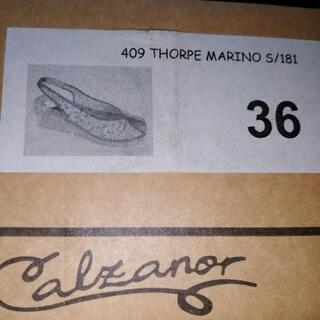 409 THORPE MARINO S/181
36
Calzanor